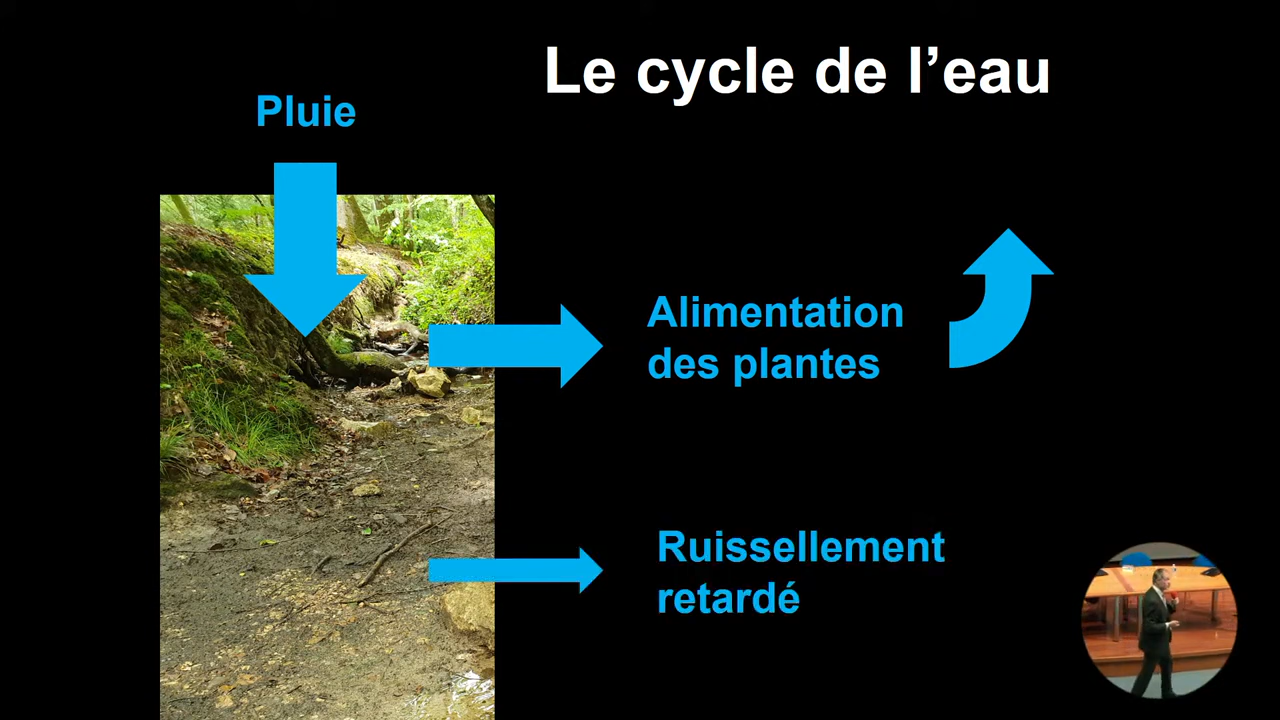 Le cycle de l’eau
Pluie
Alimentation
des plantes
Ruissellement
retardé